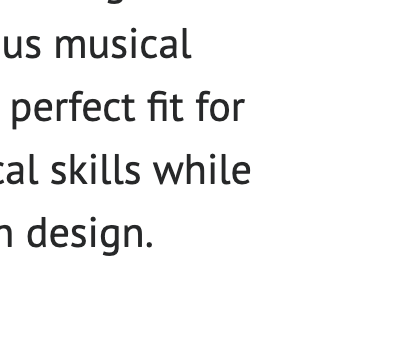 us musical
perfect fit for
cal skills while
n design.